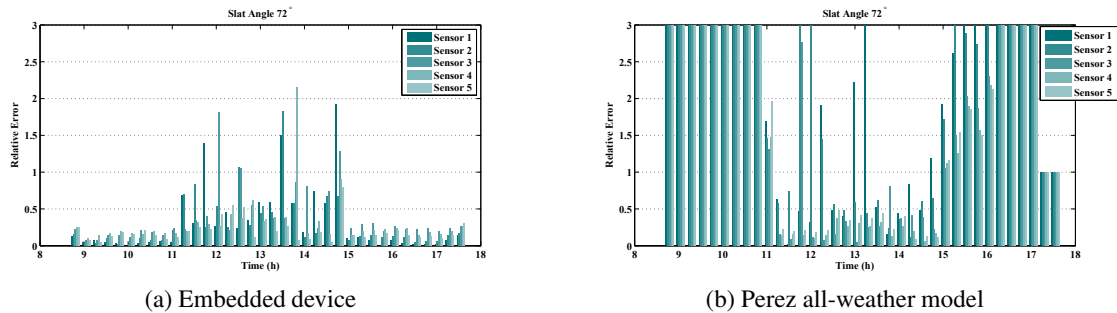 Slat Angle 72°
3
2.5
2
1.5
1
0.5
0
Relative Error
Sensor 1
Sensor 2
Sensor 3
Sensor 4
Sensor 5
8 9 10 11 12 13 14 15 16 17 18
Time (h)
(a) Embedded device
Slat Angle 72°
3
2.5
2
1.5
1
0.5
0
Relative Error
Sensor 1
Sensor 2
Sensor 3
Sensor 4
Sensor 5
8 9 10 11 12 13 14 15 16 17 18
Time (h)
(b) Perez all-weather model